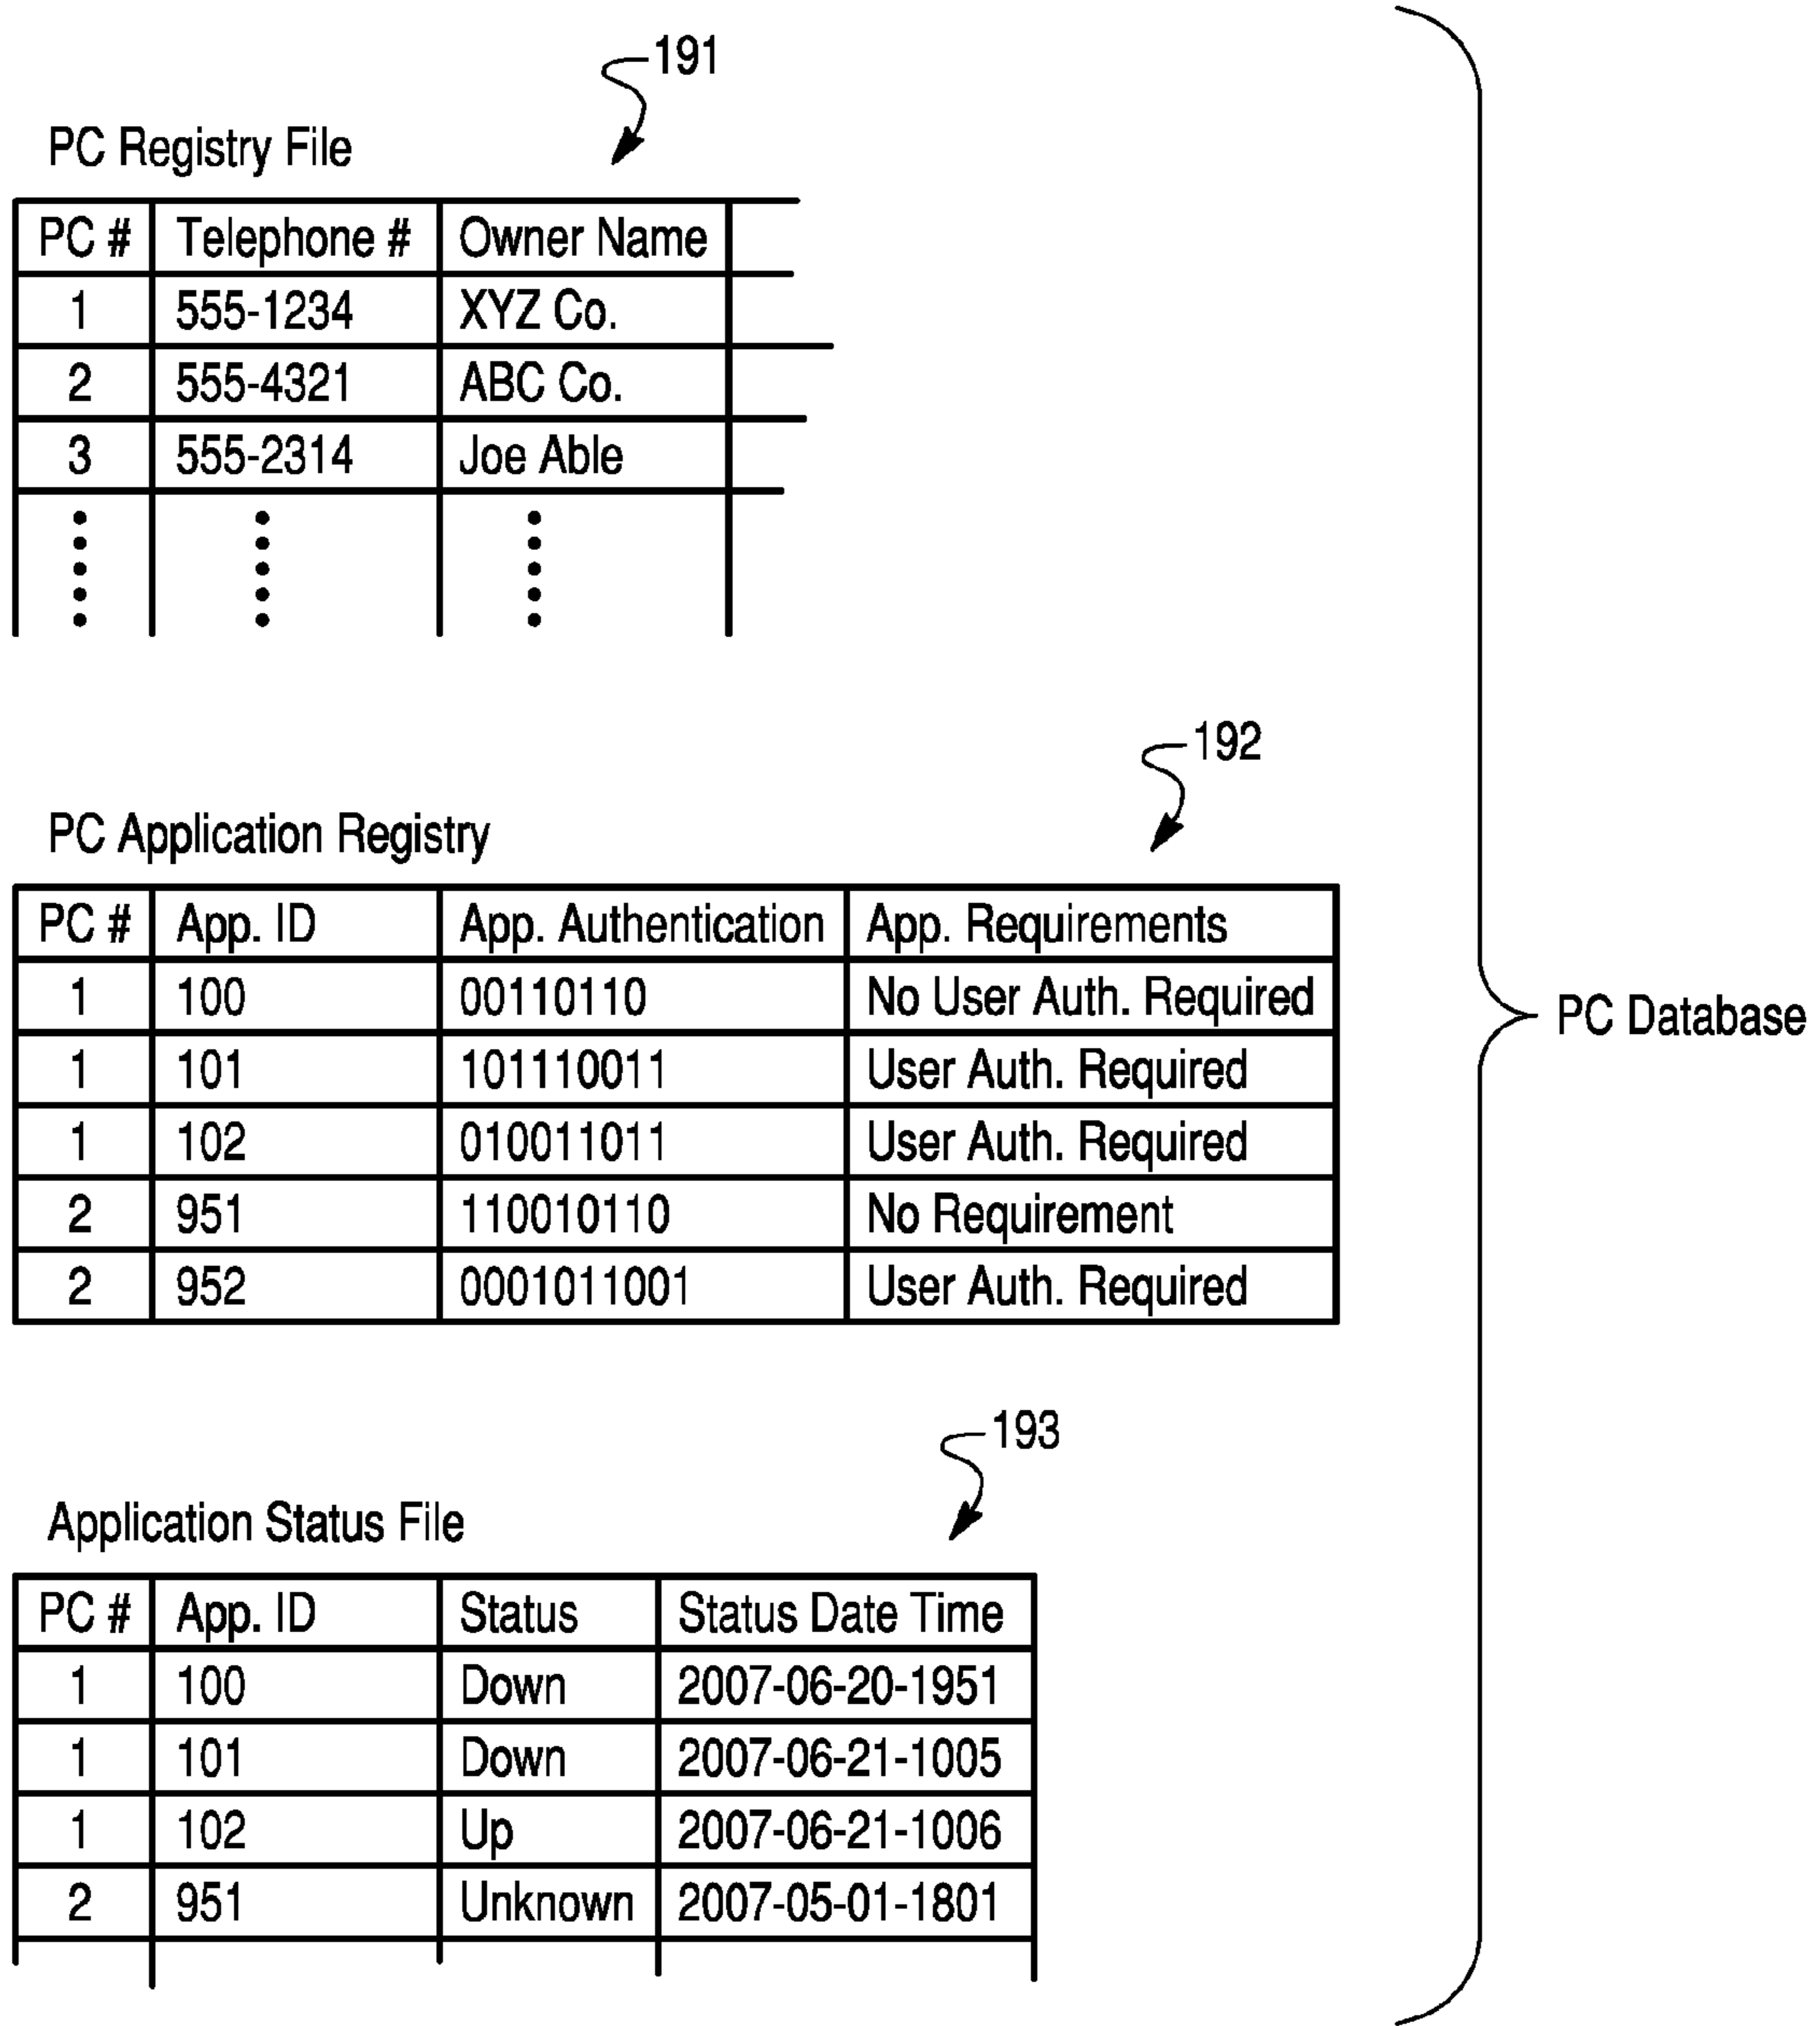 191
PC Registry File
PC # Telephone # Owner Name
1 555-1234 XYZ Co.
2 555-4321 ABC Co.
3 555-2314 Joe Able
192
PC Application Registry
PC # App. ID App. Authentication App. Requirements
1 100 00110110 No User Auth. Required
1 101 101110011 User Auth. Required
1 102 010011011 User Auth. Required
2 951 110010110 No Requirement
2 952 0001011001 User Auth. Required
PC Database
193
Application Status File
PC # App. ID Status Status Date Time
1 100 Down 2007-06-20-1951
1 101 Down 2007-06-21-1005
1 102 Up 2007-06-21-1006
2 951 Unknown 2007-05-01-1801